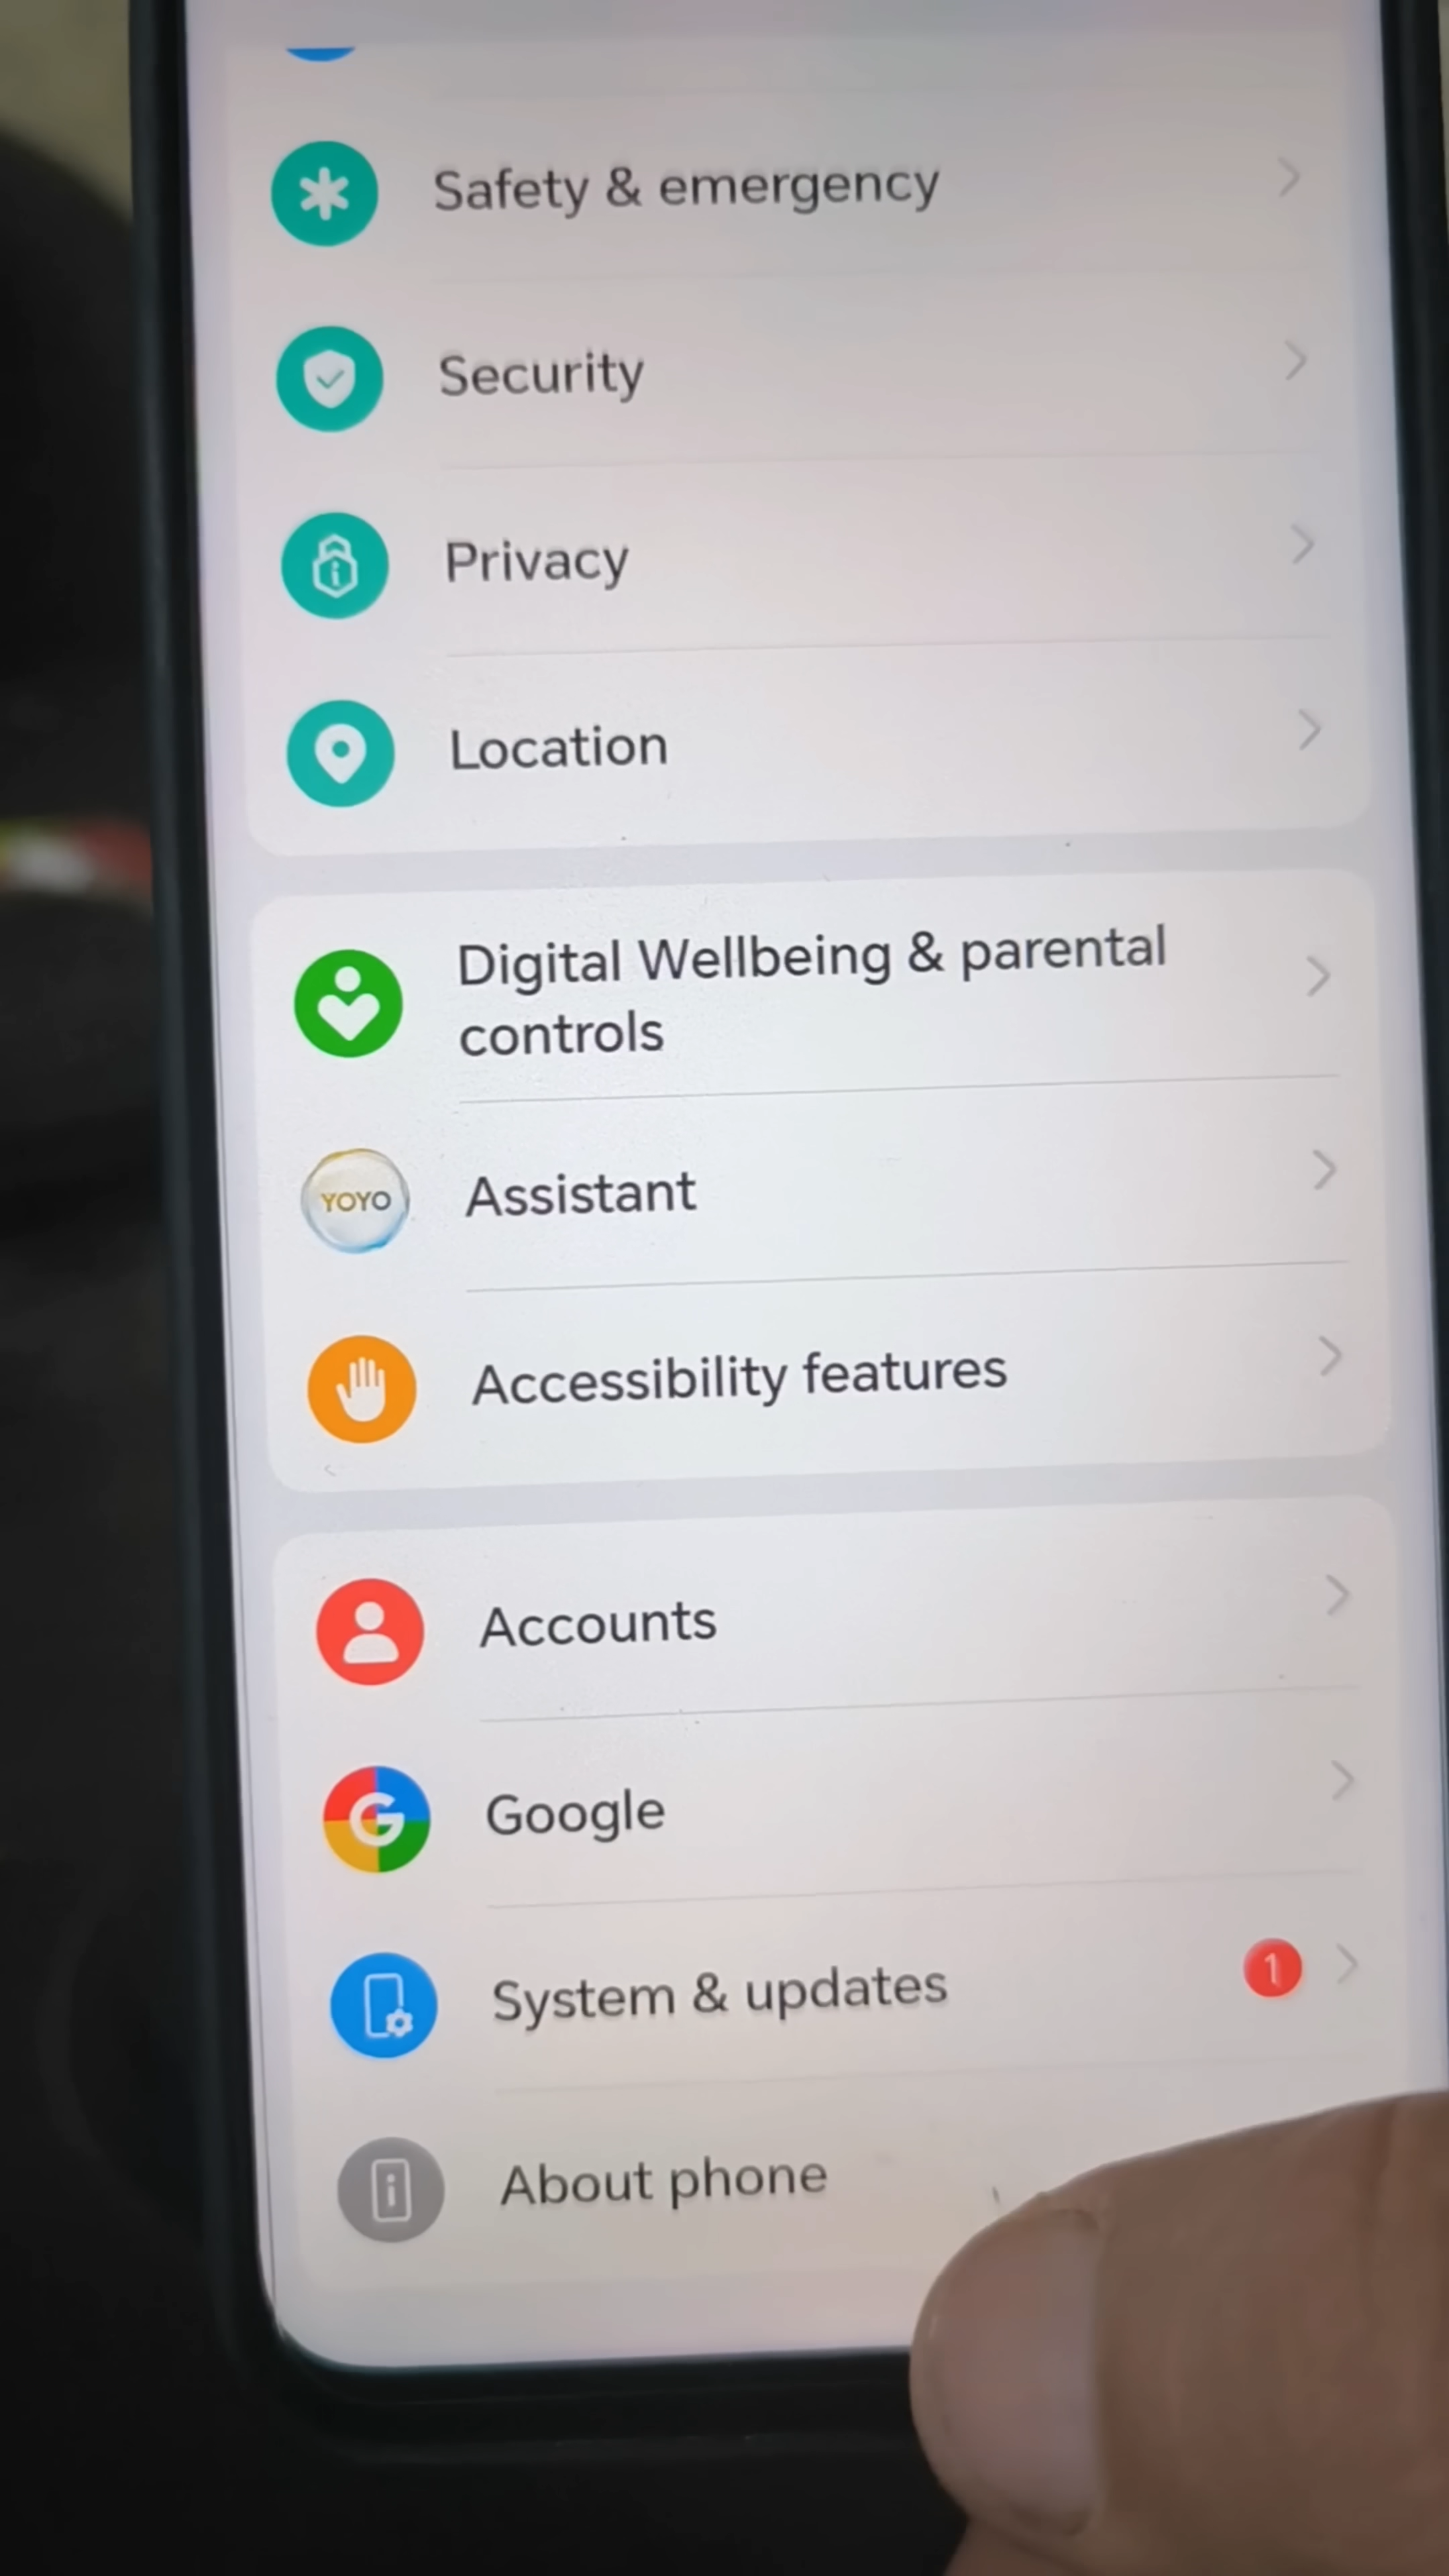 Safety & emergency
Security
Privacy
Location
Digital Wellbeing & parental
controls
YOYO Assistant
Accessibility features
Accounts
G Google
System & updates 1
About phone